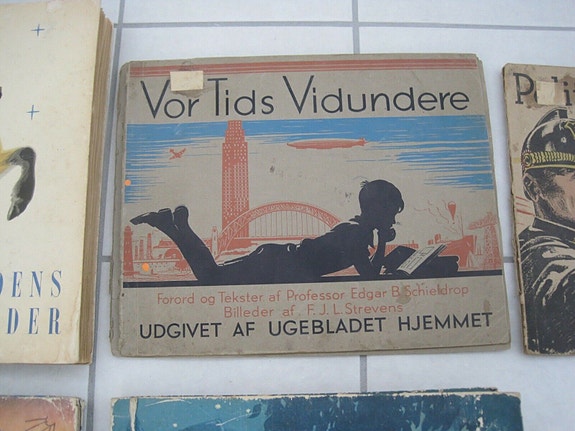 Vor Tids Vidundere
Forord og Tekster af Professor Edgar B. Schieldrop
Billeder af F.J.L. Strevens
UDGIVET AF UGEBLADET HJEMMET
DENS
DER
Poli